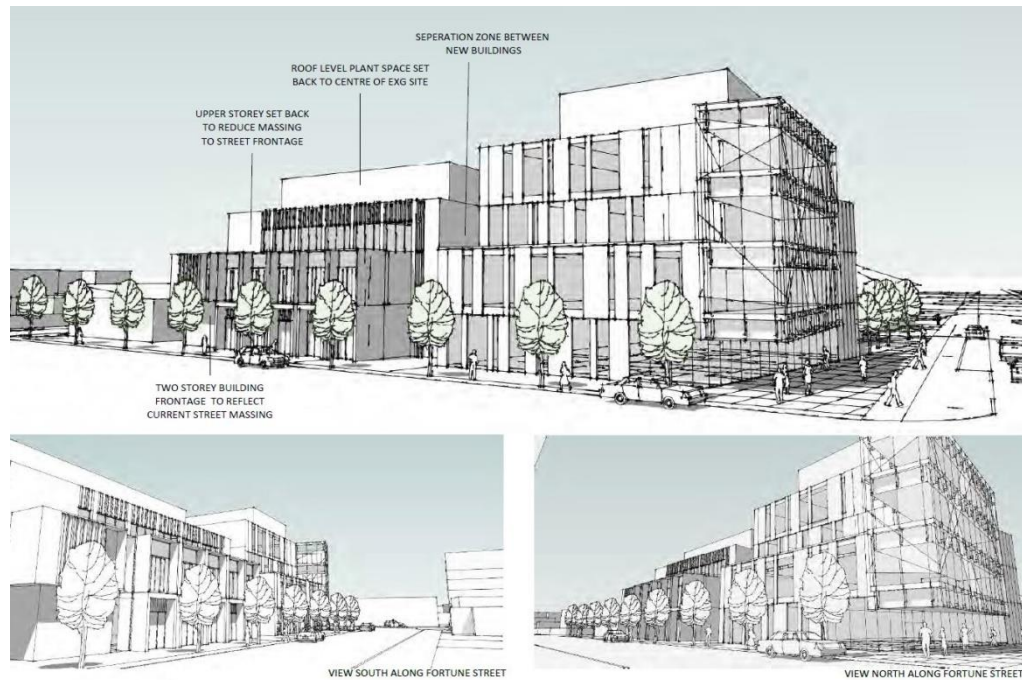 SEPERATION ZONE BETWEEN
NEW BUILDINGS
ROOF LEVEL PLANT SPACE SET
BACK TO CENTRE OF EXG SITE
UPPER STOREY SET BACK
TO REDUCE MASSING
TO STREET FRONTAGE
TWO STOREY BUILDING
FRONTAGE TO REFLECT
CURRENT STREET MASSING
VIEW SOUTH ALONG FORTUNE STREET
VIEW NORTH ALONG FORTUNE STREET